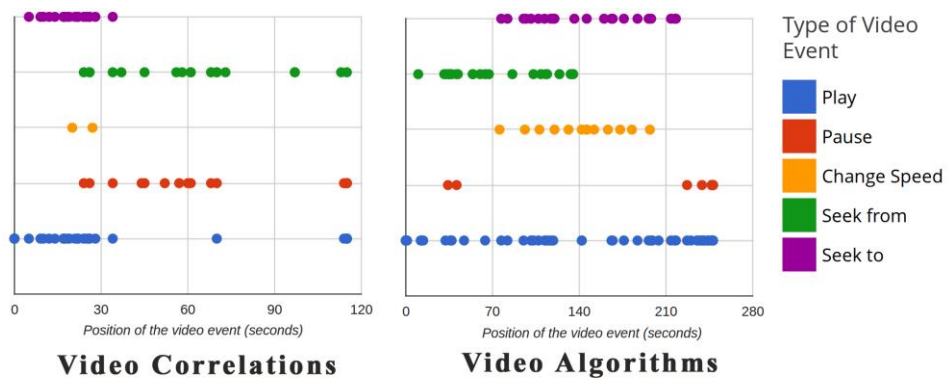 0 30 60 90 120
Position of the video event (seconds)
Video Correlations
0 70 140 210 280
Position of the video event (seconds)
Video Algorithms
Type of Video
Event
Play
Pause
Change Speed
Seek from
Seek to